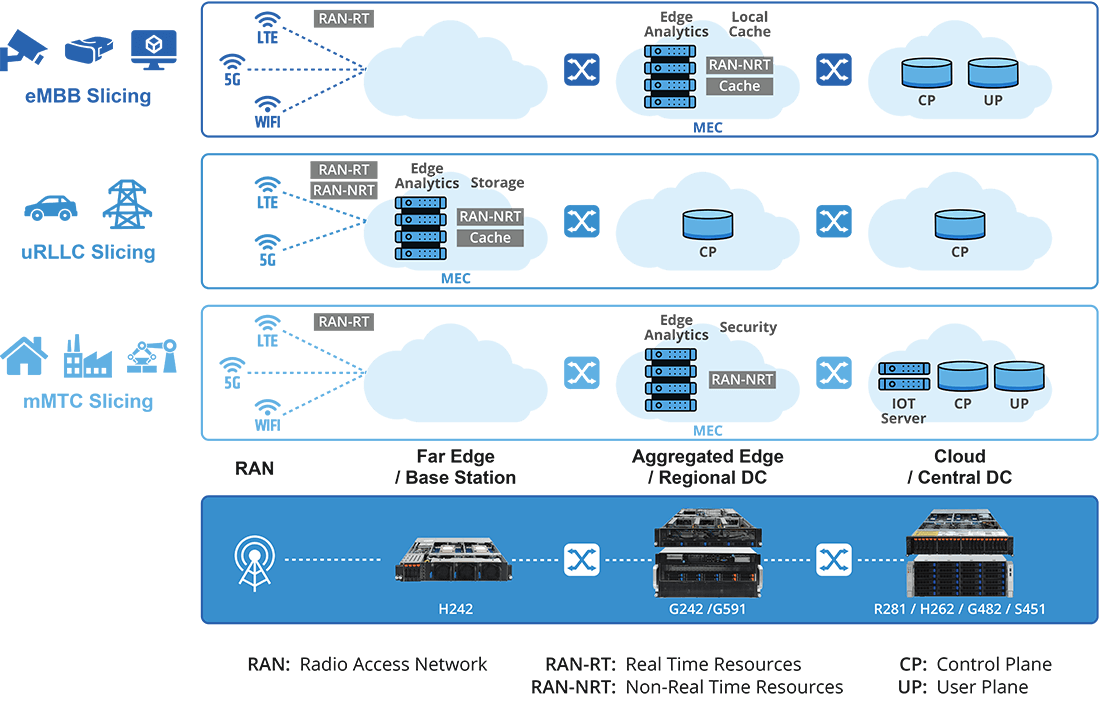 eMBB Slicing
LTE
5G
WIFI
RAN-RT
Edge
Analytics
Local
Cache
RAN-NRT
Cache
MEC
CP
UP
uRLLC Slicing
LTE
5G
RAN-RT
RAN-NRT
Edge
Analytics
Storage
RAN-NRT
Cache
MEC
CP
CP
mMTC Slicing
LTE
5G
WIFI
RAN-RT
Edge
Analytics
Security
RAN-NRT
MEC
IOT
Server
CP
UP
RAN
Far Edge
/ Base Station
Aggregated Edge
/ Regional DC
Cloud
/ Central DC
H242
G242 /G591
R281 / H262 / G482 / S451
RAN: Radio Access Network
RAN-RT: Real Time Resources
RAN-NRT: Non-Real Time Resources
CP: Control Plane
UP: User Plane